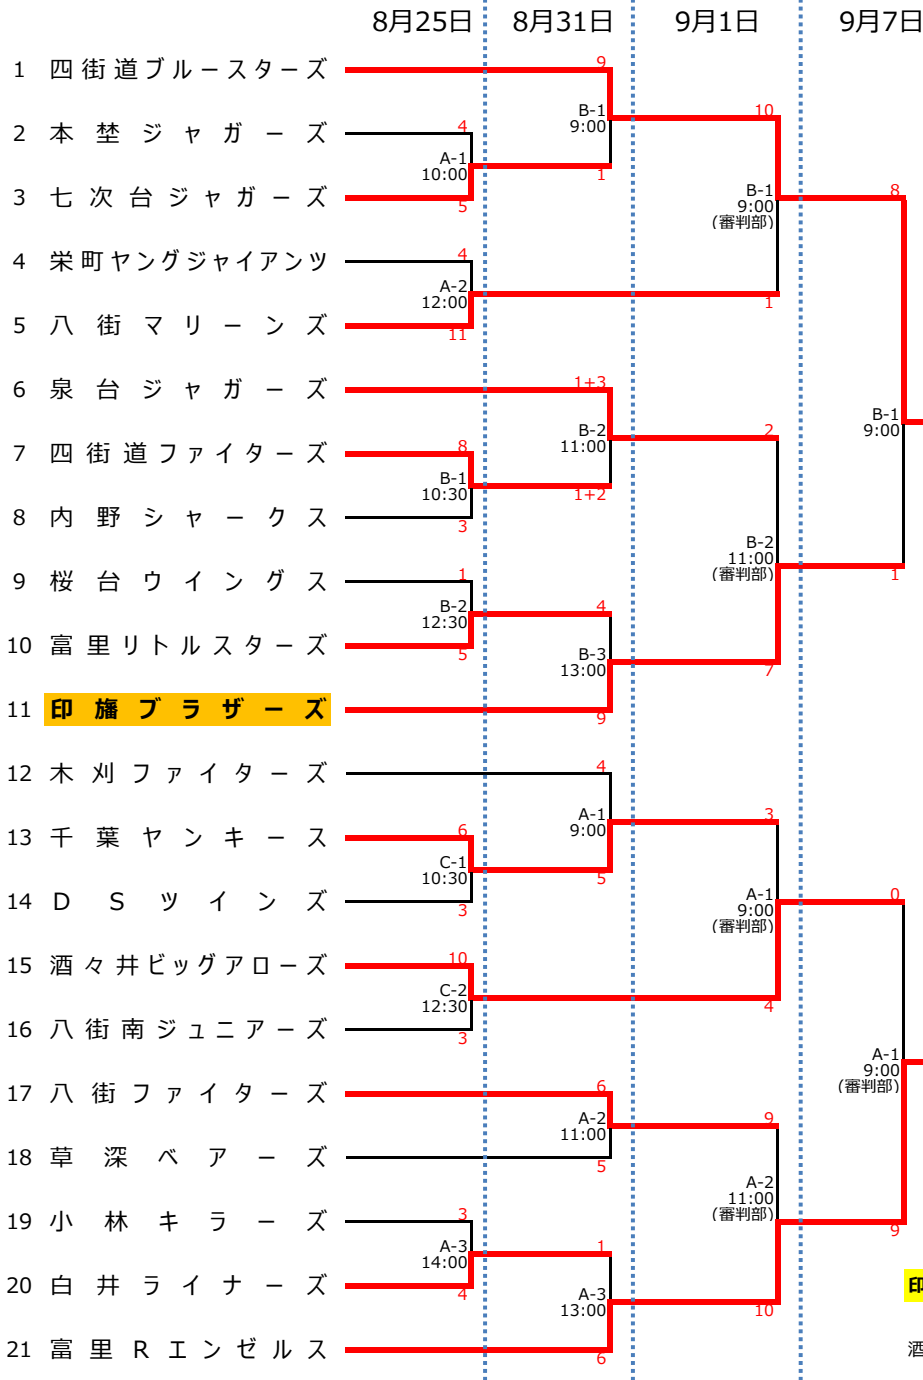 8月25日 8月31日 9月1日 9月7日
1 四街道ブルースターズ
9
B-1
9:00
10
2 本埜ジャガーズ
4
A-1
10:00
1
3 七次台ジャガーズ
5
B-1
9:00
(審判部)
8
4 栄町ヤングジャイアンツ
4
A-2
12:00
1
5 八街マリーンズ
11
6 泉台ジャガーズ
1+3
B-2
11:00
2
B-1
9:00
7 四街道ファイターズ
8
B-1
10:30
1+2
8 内野シャークス
3
B-2
11:00
(審判部)
1
9 桜台ウイングス
1
B-2
12:30
4
10 富里リトルスターズ
5
B-3
13:00
7
11 印旛ブラザーズ
9
12 木刈ファイターズ
4
A-1
9:00
3
13 千葉ヤンキース
6
C-1
10:30
5
14 DSツインズ
3
A-1
9:00
(審判部)
0
15 酒々井ビッグアローズ
10
C-2
12:30
4
16 八街南ジュニアーズ
3
A-1
9:00
(審判部)
17 八街ファイターズ
6
A-2
11:00
9
18 草深ベアーズ
5
A-2
11:00
(審判部)
19 小林キラーズ
3
A-3
14:00
1
9
20 白井ライナーズ
4
A-3
13:00
10
印
21 富里Rエンゼルス
6
酒